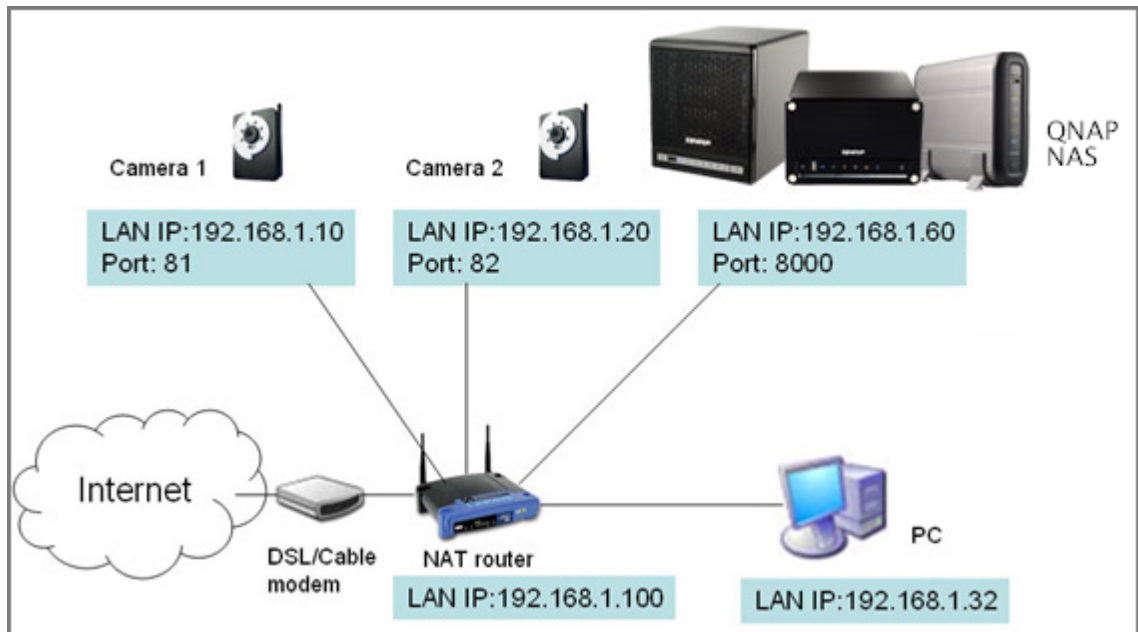 QNAP
NAS
Camera 1
Camera 2
LAN IP:192.168.1.10
Port: 81
LAN IP:192.168.1.20
Port: 82
LAN IP:192.168.1.60
Port: 8000
Internet
DSL/Cable
modem
NAT router
PC
LAN IP:192.168.1.100
LAN IP:192.168.1.32